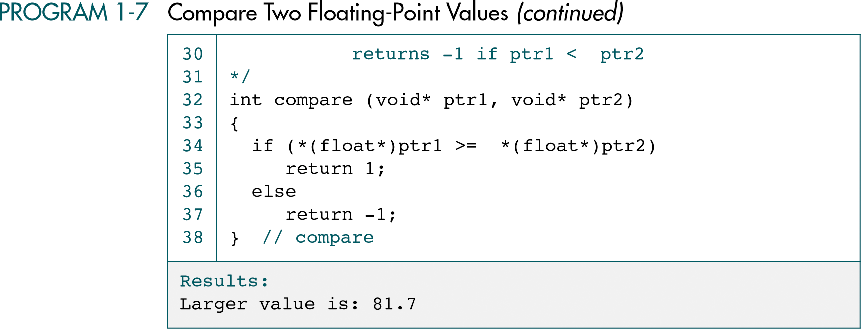 PROGRAM 1-7 Compare Two Floating-Point Values (continued)
30 returns -1 if ptr1 < ptr2
31 */
32 int compare (void* ptr1, void* ptr2)
33 {
34 if (*(float*)ptr1 >= *(float*)ptr2)
35 return 1;
36 else
37 return -1;
38 } // compare
Results:
Larger value is: 81.7